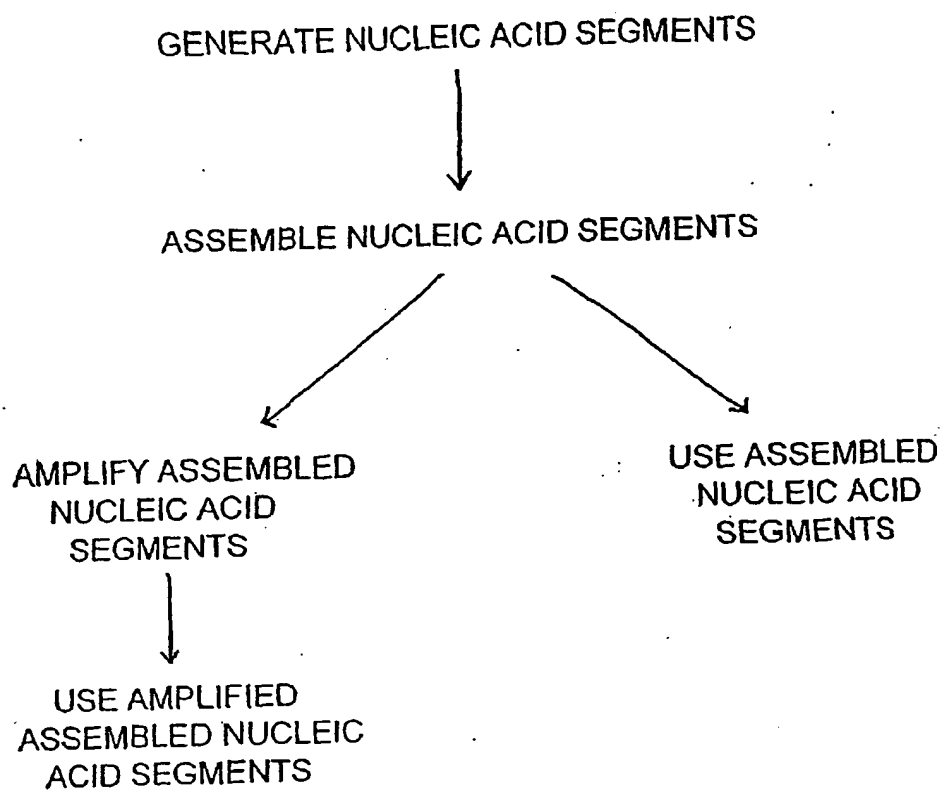 GENERATE NUCLEIC ACID SEGMENTS
ASSEMBLE NUCLEIC ACID SEGMENTS
AMPLIFY ASSEMBLED
NUCLEIC ACID
SEGMENTS
USE ASSEMBLED
NUCLEIC ACID
SEGMENTS
USE AMPLIFIED
ASSEMBLED NUCLEIC
ACID SEGMENTS